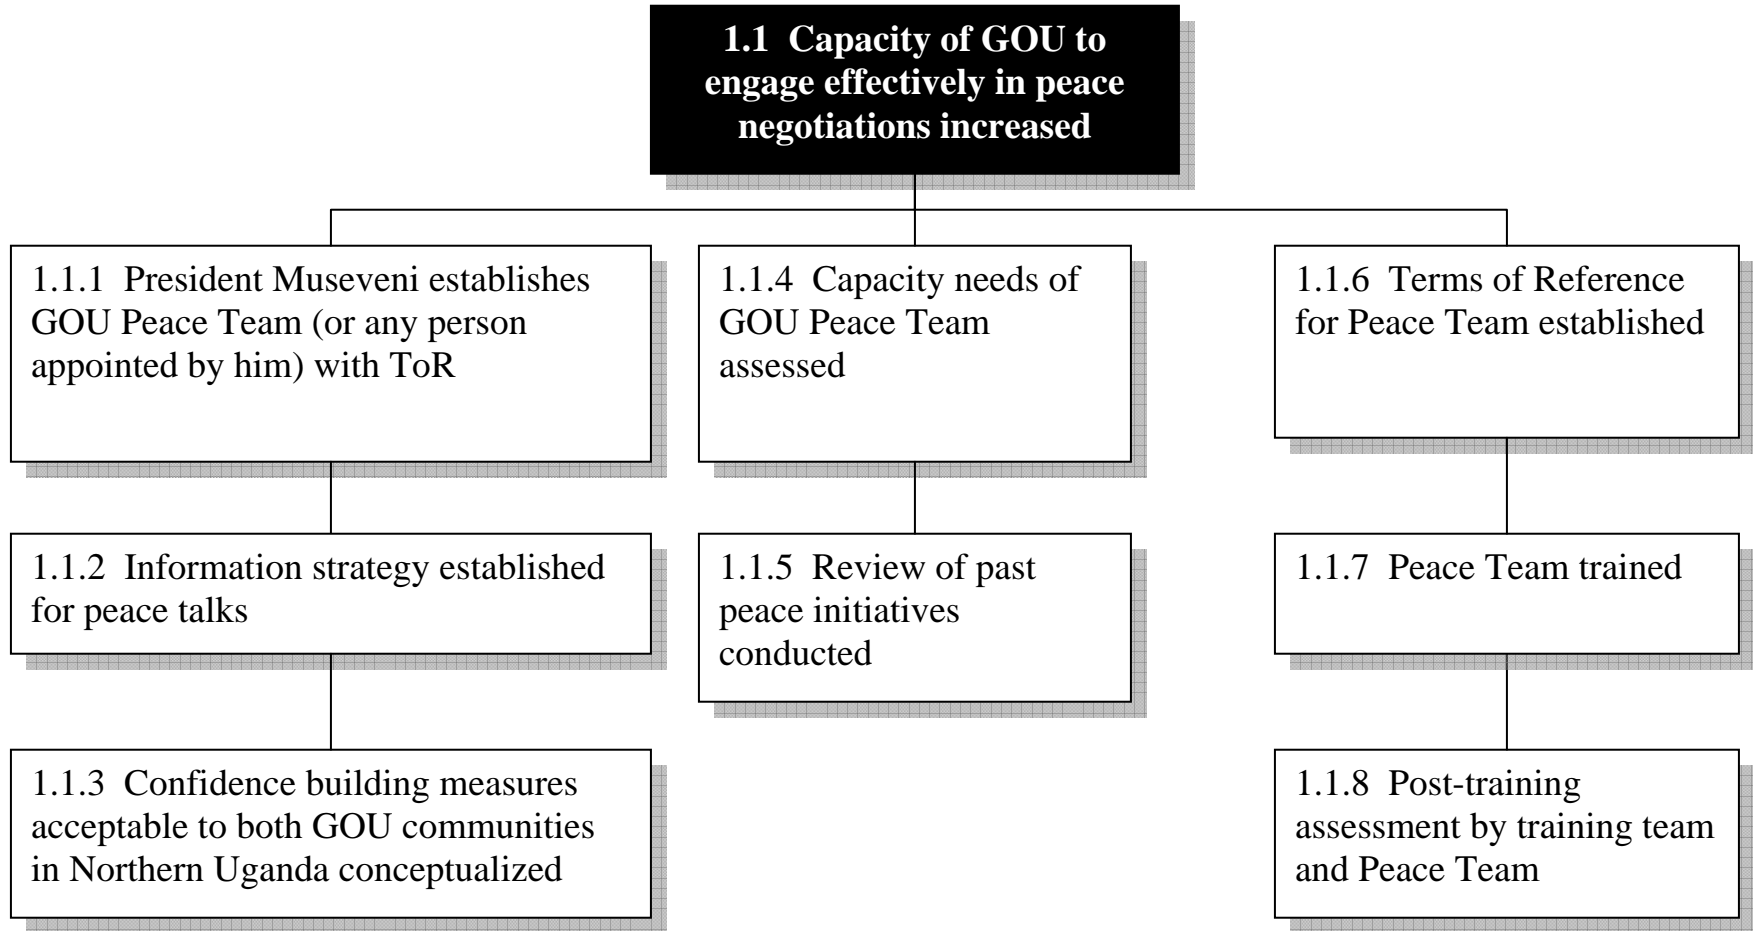 1.1 Capacity of GOU to
engage effectively in peace
negotiations increased
1.1.1 President Museveni establishes
GOU Peace Team (or any person
appointed by him) with ToR
1.1.4 Capacity needs of
GOU Peace Team
assessed
1.1.6 Terms of Reference
for Peace Team established
1.1.2 Information strategy established
for peace talks
1.1.5 Review of past
peace initiatives
conducted
1.1.7 Peace Team trained
1.1.3 Confidence building measures
acceptable to both GOU communities
in Northern Uganda conceptualized
1.1.8 Post-training
assessment by training team
and Peace Team